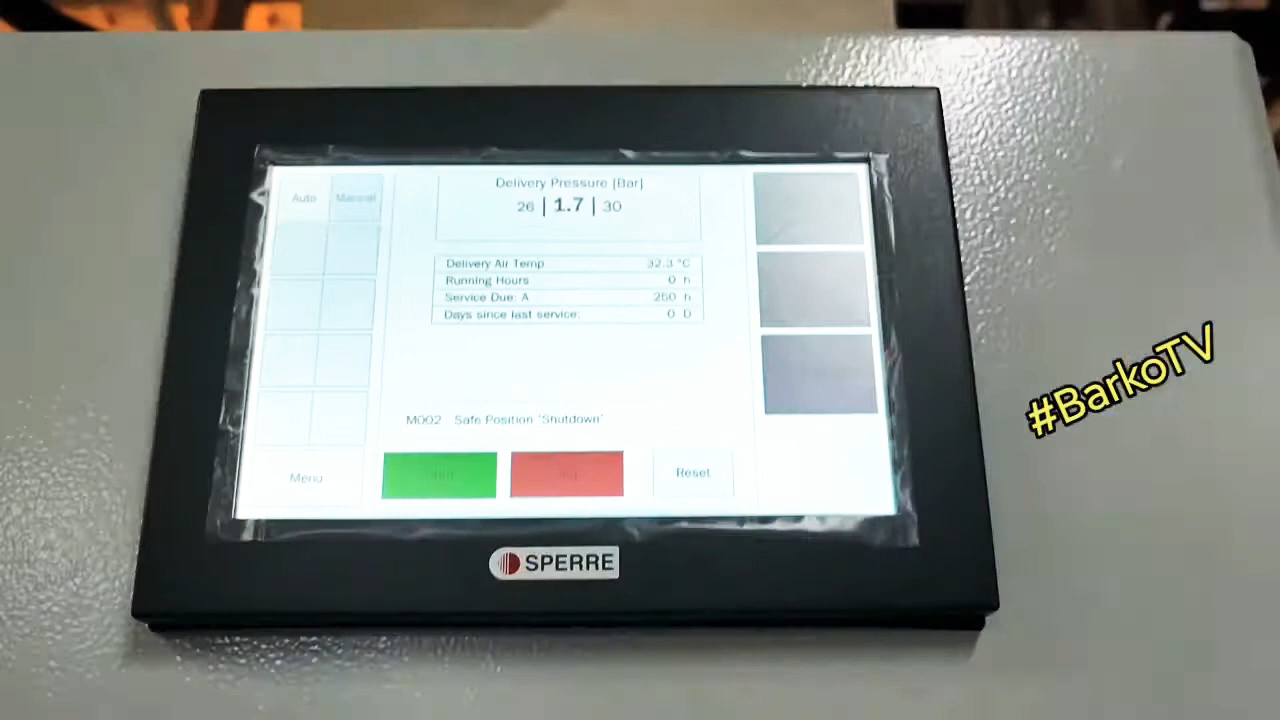 Auto Manual
Delivery Pressure [Bar]
26 | 1.7 | 30
Delivery Air Temp 32.3 °C
Running Hours 0 h
Service Due: A 250 h
Days since last service: 0 D
M002 Safe Position 'Shutdown'
Menu
Reset
SPERRE
#BarkoTV